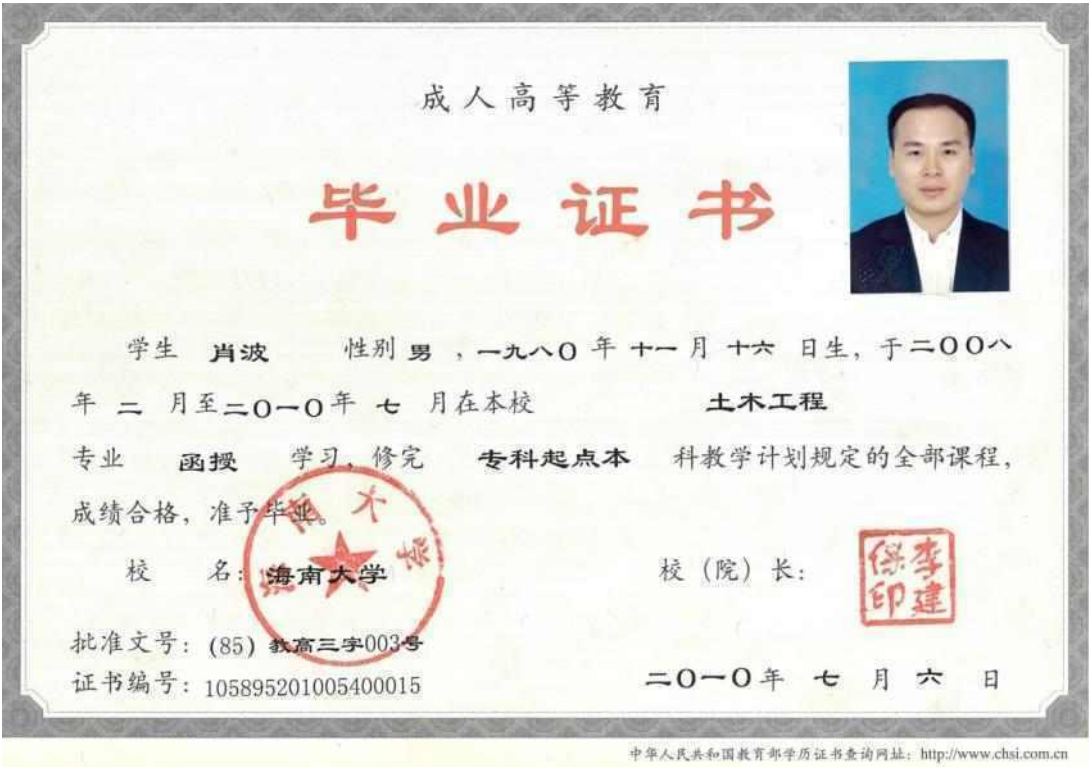 成人高等教育
毕业证书
学生 肖波 性别 男 ,一九八〇 年 十一 月 十六 日生, 于二〇〇八
年 二 月至二〇一〇年 七 月在本校 土木工程
专业 函授 学习, 修完 专科起点本 科教学计划规定的全部课程,
成绩合格, 准予毕业。
海南大学
校 名: 海南大学 校 (院) 长:
李建保印
批准文号: (85) 教高三字003号
证书编号: 105895201005400015 二〇一〇年 七 月 六 日
中华人民共和国教育部学历证书查询网址: http://www.chsi.com.cn